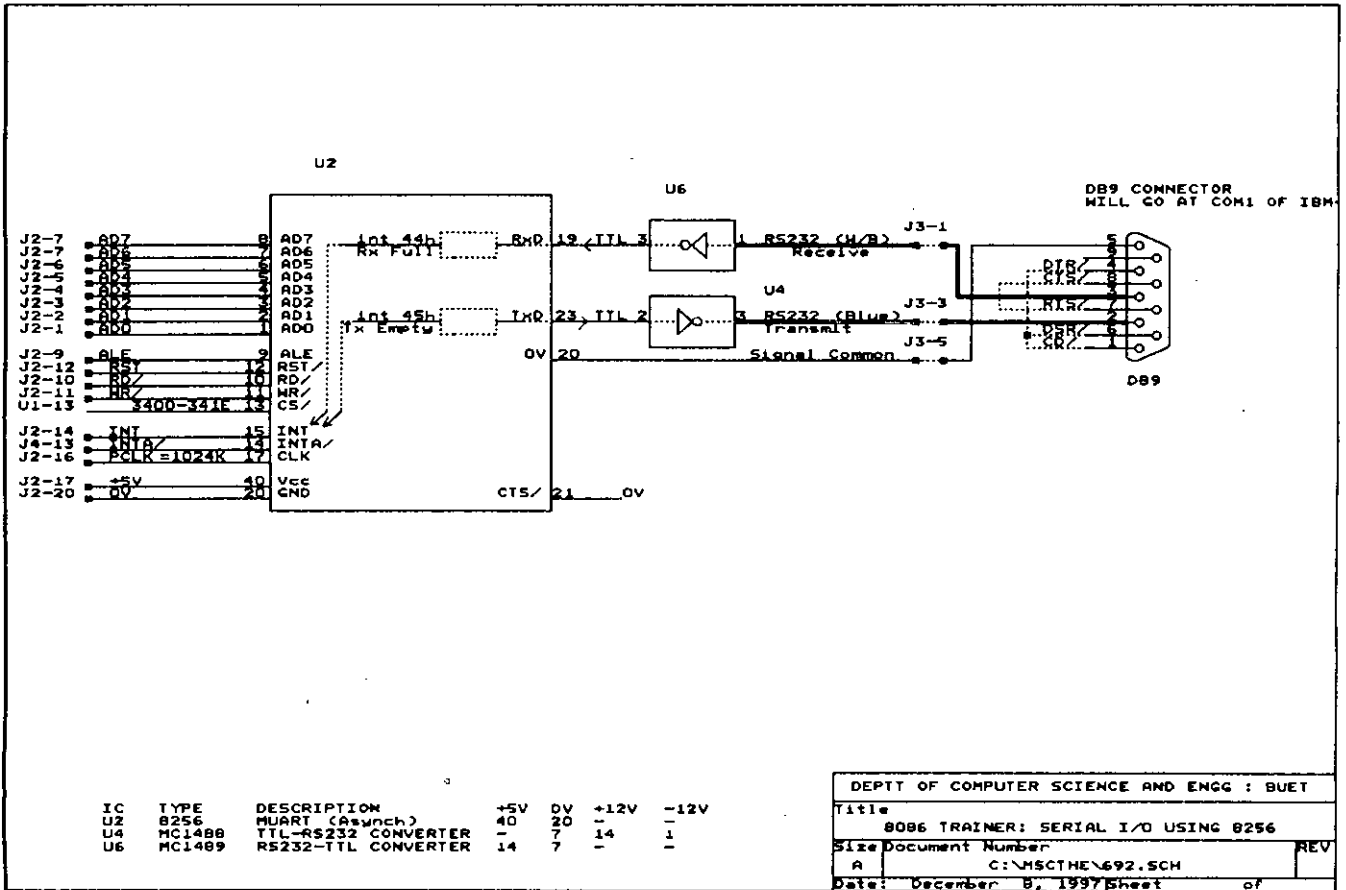 U2
U6
DB9 CONNECTOR
WILL GO AT COM1 OF IBM
J2-7 AD7 8 AD7
J2-7 AD6 7 AD6
J2-6 AD5 6 AD5
J2-5 AD4 5 AD4
J2-4 AD3 4 AD3
J2-3 AD2 3 AD2
J2-2 AD1 2 AD1
J2-1 AD0 1 AD0
J2-9 ALE 9 ALE
J2-12 RST 12 RST/
J2-10 RD/ 10 RD/
J2-11 WR/ 11 WR/
U1-13 3400-341E 13 CS/
J2-14 INT 15 INT
J4-13 INTA/ 14 INTA/
J2-16 PCLK=1024K 17 CLK
J2-17 +5V 40 Vcc
J2-20 0V 20 GND
int 44h
Rx Full
RxD 19 TTL 3
1 RS232 (W/B)
Receive
J3-1
U4
int 45h
Tx Empty
TxD 23 TTL 2
3 RS232 (Blue)
Transmit
J3-3
0V 20
Signal Common
J3-5
CTS/ 21 0V
5
DTR/
CTS/
RTS/ 7
2
DSR/ 6
CD/ 1
DB9
IC TYPE DESCRIPTION +5V 0V +12V -12V
U2 8256 MUART (Asynch) 40 20 - -
U4 MC1488 TTL-RS232 CONVERTER - 7 14 1
U6 MC1489 RS232-TTL CONVERTER 14 7 - -
DEPTT OF COMPUTER SCIENCE AND ENGG : BUET
Title
8086 TRAINER: SERIAL I/O USING 8256
Size Document Number REV
A C:\MSCTHE\692.SCH
Date: December 8, 1997 Sheet of